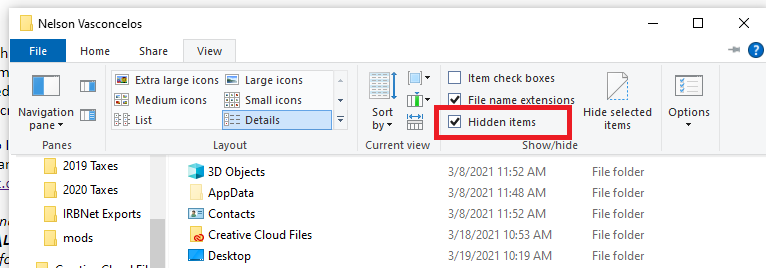 Nelson Vasconcelos
File Home Share View
Extra large icons Large icons Item check boxes
Medium icons Small icons File name extensions
List Details Hidden items
Navigation pane
Sort by
Hide selected items
Options
Panes Layout Current view Show/hide
2019 Taxes
2020 Taxes
IRBNet Exports
mods
3D Objects 3/8/2021 11:52 AM File folder
AppData 3/8/2021 11:48 AM File folder
Contacts 3/8/2021 11:52 AM File folder
Creative Cloud Files 3/18/2021 10:53 AM File folder
Desktop 3/19/2021 10:19 AM File folder